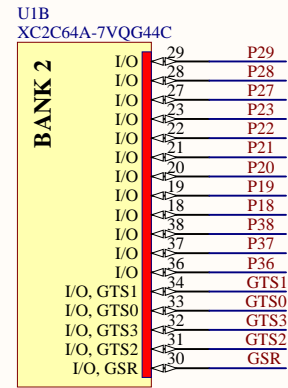 U1B
XC2C64A-7VQG44C
BANK 2
I/O 29 P29
I/O 28 P28
I/O 27 P27
I/O 23 P23
I/O 22 P22
I/O 21 P21
I/O 20 P20
I/O 19 P19
I/O 18 P18
I/O 38 P38
I/O 37 P37
I/O 36 P36
I/O, GTS1 34 GTS1
I/O, GTS0 33 GTS0
I/O, GTS3 32 GTS3
I/O, GTS2 31 GTS2
I/O, GSR 30 GSR